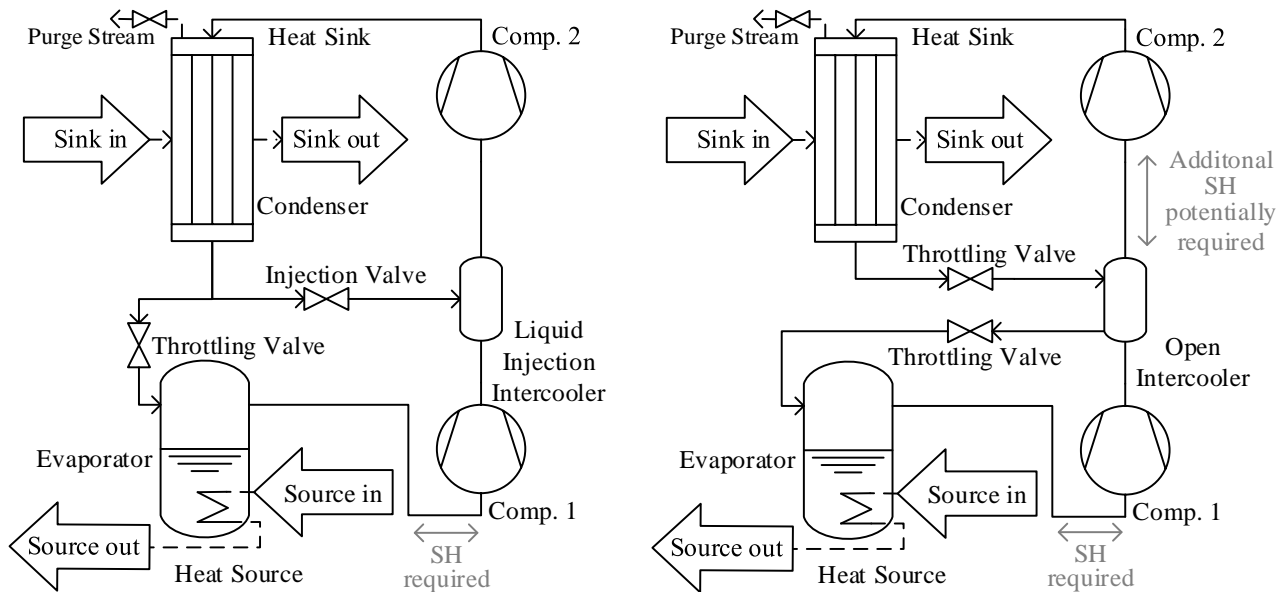 Purge Stream
Heat Sink
Comp. 2
Sink in
Sink out
Condenser
Injection Valve
Throttling Valve
Liquid
Injection
Intercooler
Evaporator
Source in
Source out
Heat Source
Comp. 1
SH
required
Purge Stream
Heat Sink
Comp. 2
Sink in
Sink out
Additonal
SH
potentially
required
Condenser
Throttling Valve
Throttling Valve
Open
Intercooler
Evaporator
Source in
Source out
Heat Source
Comp. 1
SH
required